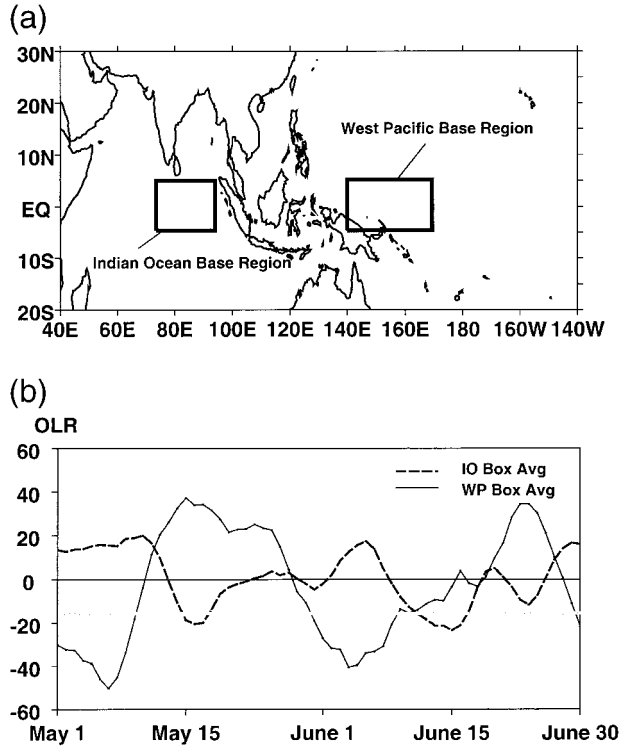 (a)
30N
20N
10N
EQ
10S
20S
West Pacific Base Region
Indian Ocean Base Region
40E 60E 80E 100E 120E 140E 160E 180 160W 140W
(b)
OLR
60
40
20
0
-20
-40
-60
IO Box Avg
WP Box Avg
May 1 May 15 June 1 June 15 June 30